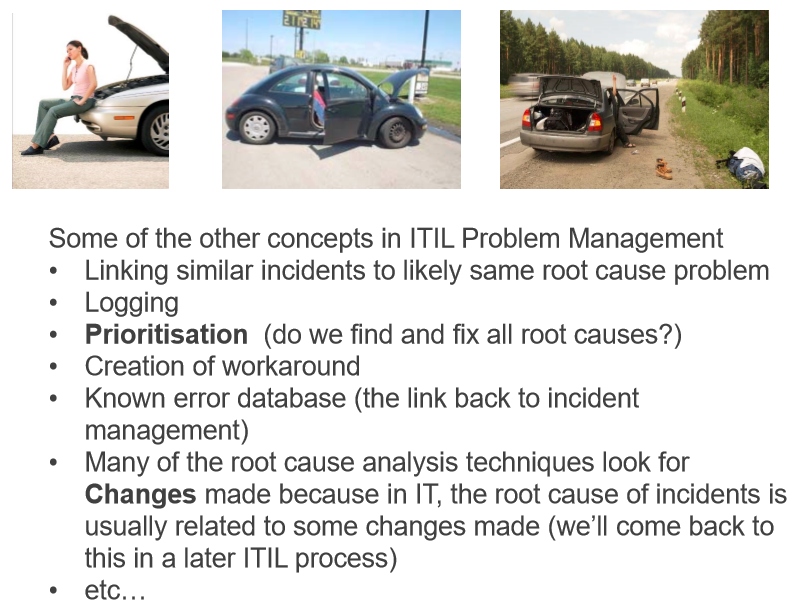 Some of the other concepts in ITIL Problem Management
• Linking similar incidents to likely same root cause problem
• Logging
• Prioritisation  (do we find and fix all root causes?)
• Creation of workaround
• Known error database (the link back to incident
management)
• Many of the root cause analysis techniques look for
Changes made because in IT, the root cause of incidents is
usually related to some changes made (we’ll come back to
this in a later ITIL process)
• etc…